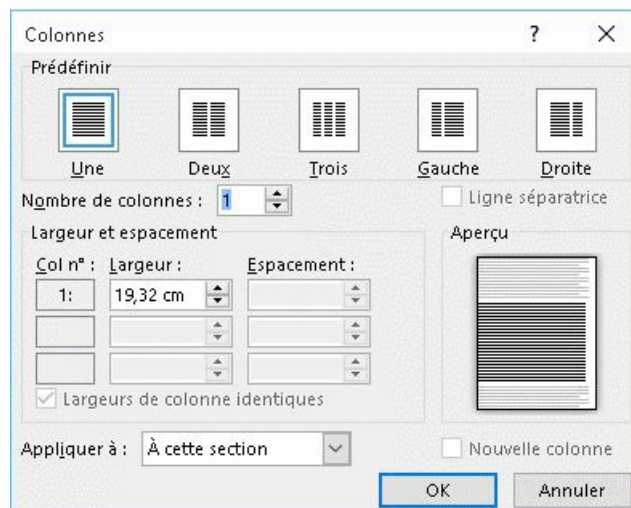 Colonnes ?
Prédéfinir
Une Deux Trois Gauche Droite
Nombre de colonnes : 1 Ligne séparatrice
Largeur et espacement Aperçu
Col n° : Largeur : Espacement :
1: 19,32 cm
Largeurs de colonne identiques
Appliquer à : À cette section Nouvelle colonne
OK Annuler